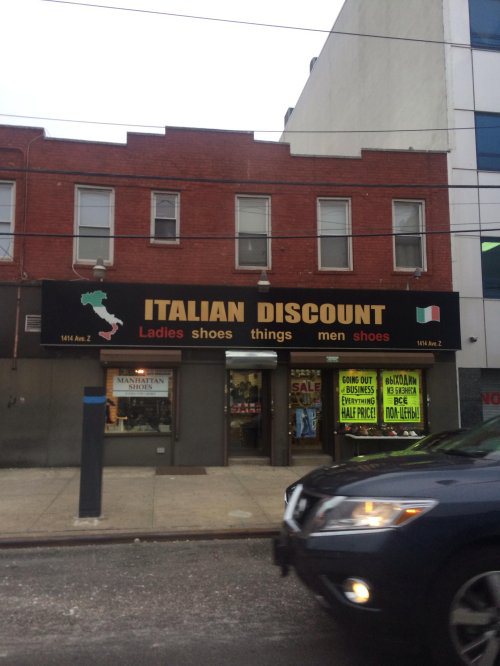 ITALIAN DISCOUNT
Ladies shoes things men shoes
1414 Ave. Z
1414 Ave. Z
MANHATTAN
SHOES
SALE
GOING OUT
of BUSINESS
EVERYTHING
HALF PRICE!
ВЫХОДИМ
ИЗ БИЗНЕСА
ВСЁ
ПОЛ-ЦЕНЫ!
NO